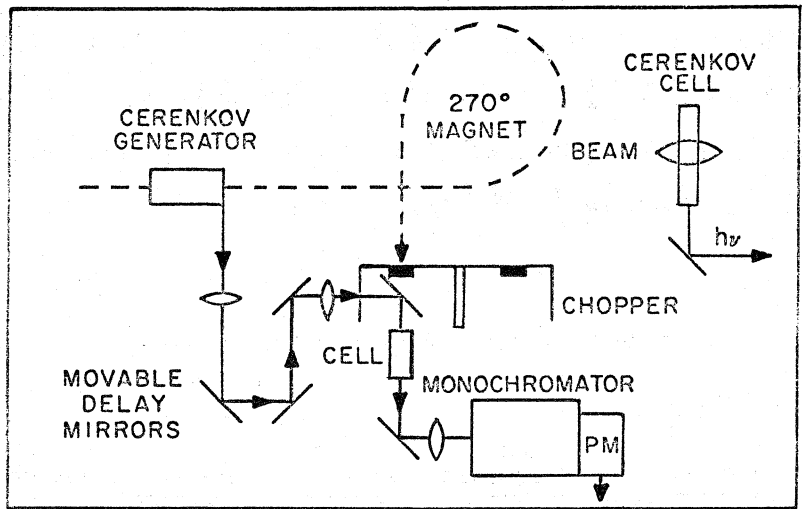 CERENKOV
GENERATOR
270°
MAGNET
CERENKOV
CELL
BEAM
hν
CHOPPER
CELL
MOVABLE
DELAY
MIRRORS
MONOCHROMATOR
PM